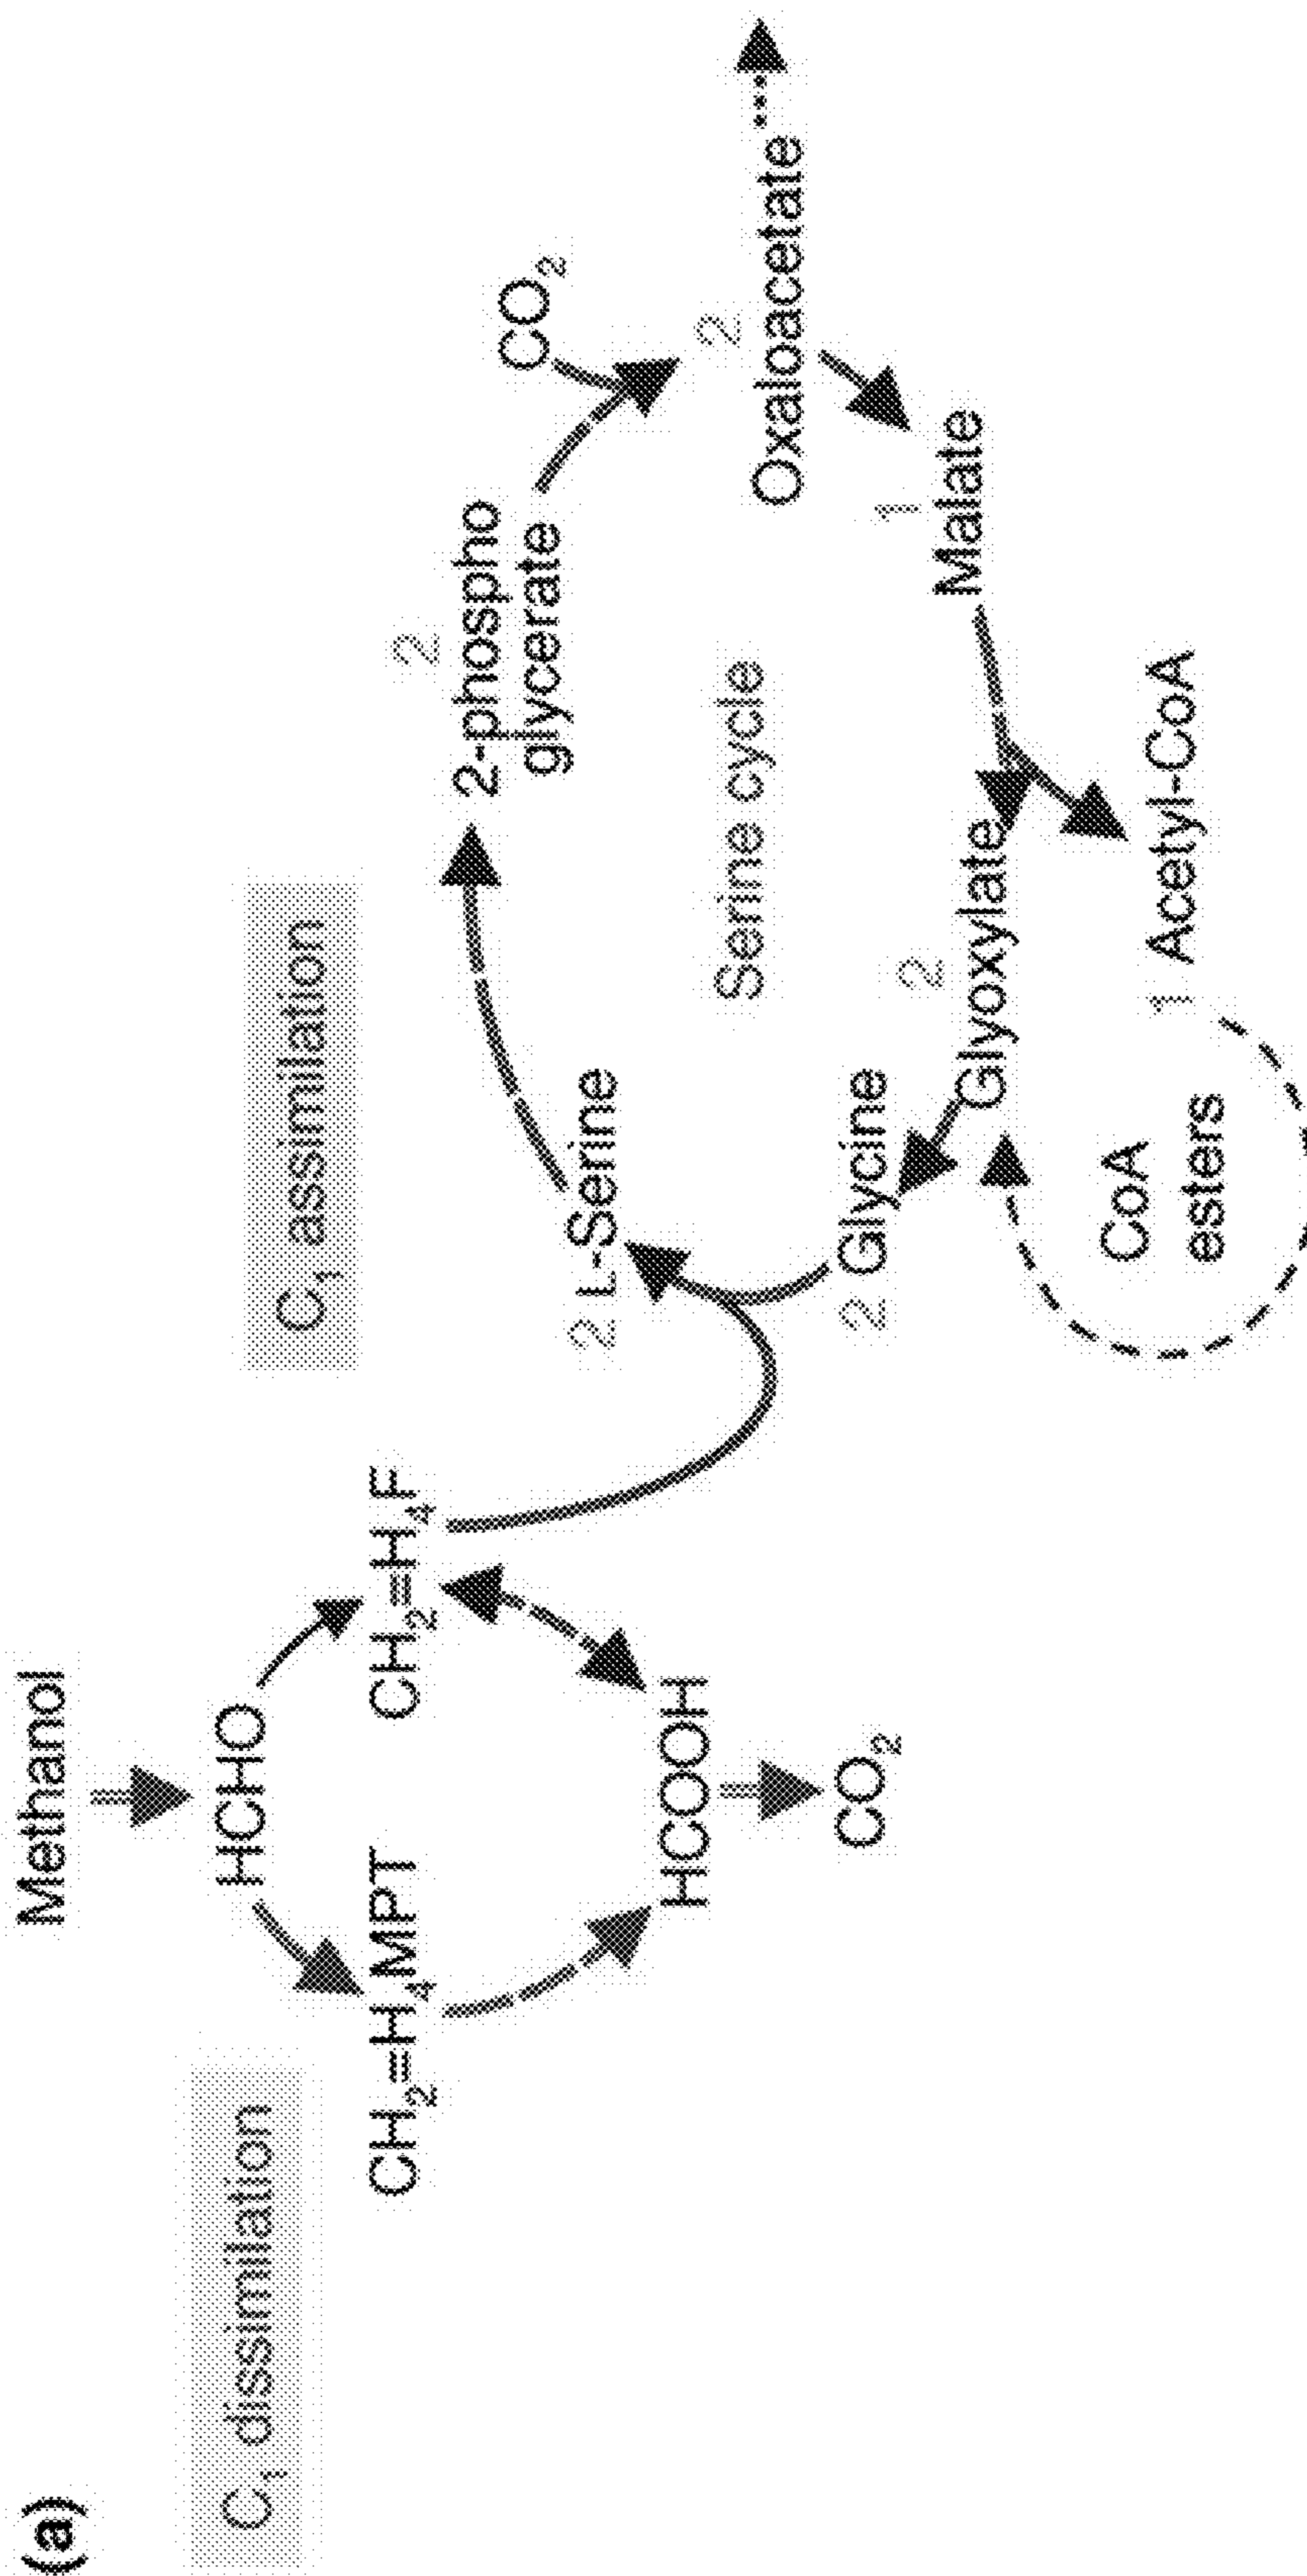 (a)
Methanol
C1 dissimilation
HCHO
C1 assimilation
CH2=H4MPT
CH2=H4F
HCOOH
CO2
2
2-phospho
glycerate
CO2
2 L-Serine
Serine cycle
2
Oxaloacetate
2 Glycine
1
Malate
2
Glyoxylate
1 Acetyl-CoA
CoA
esters